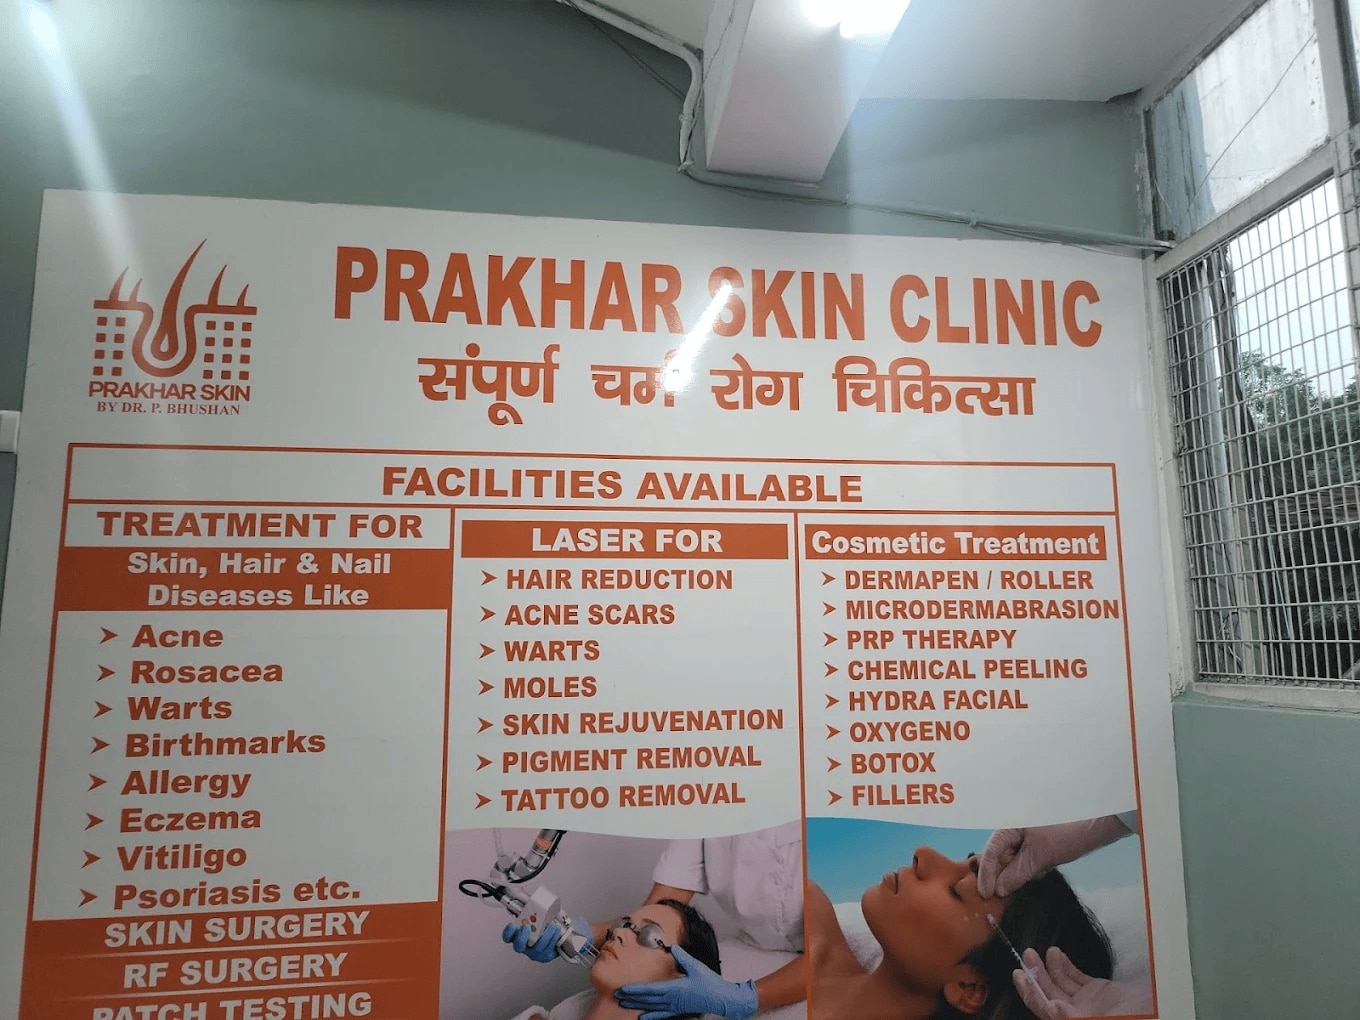 PRAKHAR SKIN CLINIC
संपूर्ण चर्म रोग चिकित्सा
PRAKHAR SKIN
BY DR. P. BHUSHAN
FACILITIES AVAILABLE
TREATMENT FOR
Skin, Hair & Nail
Diseases Like
➤ Acne
➤ Rosacea
➤ Warts
➤ Birthmarks
➤ Allergy
➤ Eczema
➤ Vitiligo
➤ Psoriasis etc.
SKIN SURGERY
RF SURGERY
PATCH TESTING
LASER FOR
➤ HAIR REDUCTION
➤ ACNE SCARS
➤ WARTS
➤ MOLES
➤ SKIN REJUVENATION
➤ PIGMENT REMOVAL
➤ TATTOO REMOVAL
Cosmetic Treatment
➤ DERMAPEN / ROLLER
➤ MICRODERMABRASION
➤ PRP THERAPY
➤ CHEMICAL PEELING
➤ HYDRA FACIAL
➤ OXYGENO
➤ BOTOX
➤ FILLERS